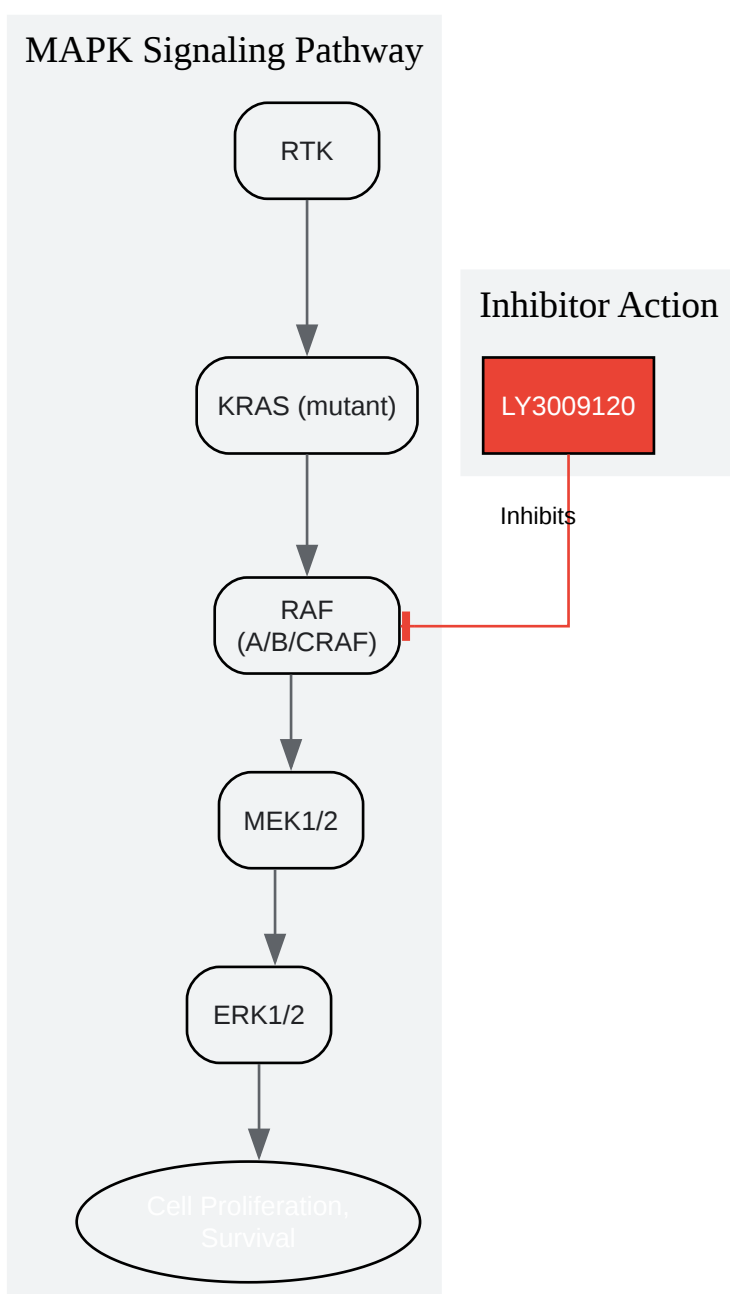 MAPK Signaling Pathway
RTK
Inhibitor Action
KRAS (mutant)
LY3009120
Inhibits
RAF
(A/B/CRAF)
MEK1/2
ERK1/2
Cell Proliferation,
Survival